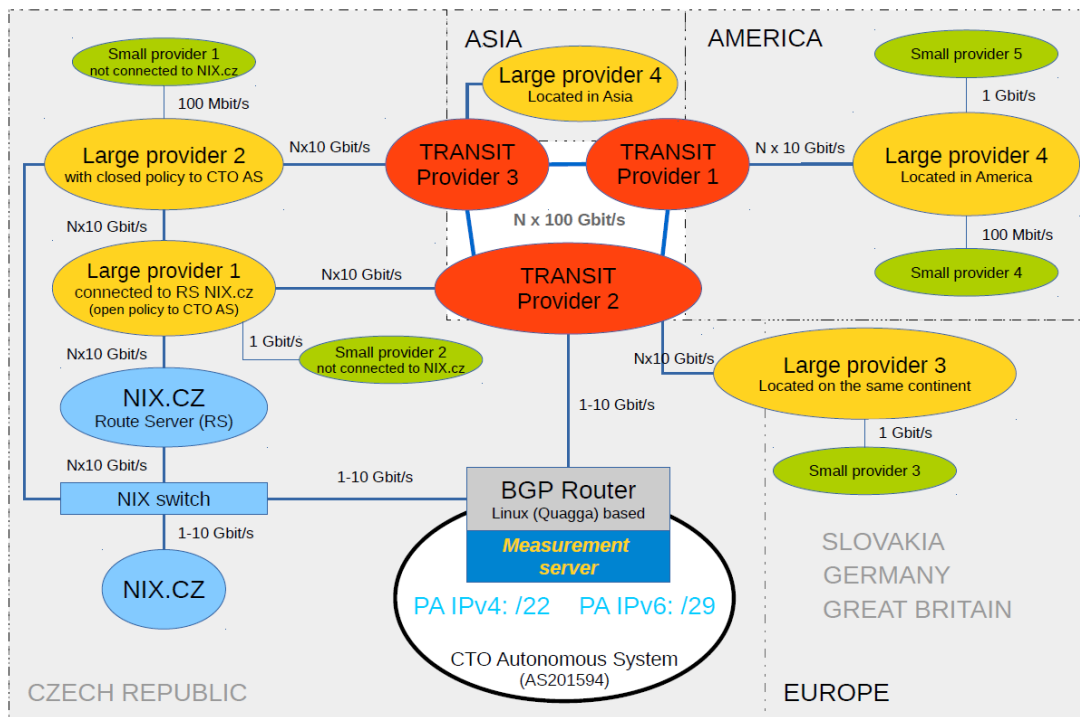 ASIA
AMERICA
Small provider 1
not connected to NIX.cz
100 Mbit/s
Large provider 4
Located in Asia
Small provider 5
1 Gbit/s
Large provider 2
with closed policy to CTO AS
Nx10 Gbit/s
TRANSIT
Provider 3
TRANSIT
Provider 1
N x 10 Gbit/s
Large provider 4
Located in America
N x 100 Gbit/s
Nx10 Gbit/s
100 Mbit/s
Small provider 4
Large provider 1
connected to RS NIX.cz
(open policy to CTO AS)
Nx10 Gbit/s
TRANSIT
Provider 2
1 Gbit/s
Small provider 2
not connected to NIX.cz
Nx10 Gbit/s
Nx10 Gbit/s
Large provider 3
Located on the same continent
NIX.CZ
Route Server (RS)
1-10 Gbit/s
1 Gbit/s
Small provider 3
Nx10 Gbit/s
NIX switch
1-10 Gbit/s
BGP Router
Linux (Quagga) based
Measurement
server
1-10 Gbit/s
NIX.CZ
PA IPv4: /22
PA IPv6: /29
CTO Autonomous System
(AS201594)
SLOVAKIA
GERMANY
GREAT BRITAIN
CZECH REPUBLIC
EUROPE